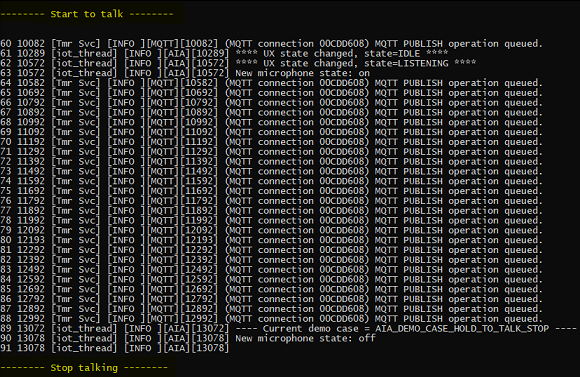 -------- Start to talk --------
60 10082 [Tmr Svc] [INFO ][MQTT][10082] (MQTT connection 00CDD608) MQTT PUBLISH operation queued.
61 10289 [iot_thread] [INFO ][AIA][10289] **** UX state changed, state=IDLE ****
62 10572 [iot_thread] [INFO ][AIA][10572] **** UX state changed, state=LISTENING ****
63 10572 [iot_thread] [INFO ][AIA][10572] New microphone state: on
64 10582 [Tmr Svc] [INFO ][MQTT][10582] (MQTT connection 00CDD608) MQTT PUBLISH operation queued.
65 10692 [Tmr Svc] [INFO ][MQTT][10692] (MQTT connection 00CDD608) MQTT PUBLISH operation queued.
66 10792 [Tmr Svc] [INFO ][MQTT][10792] (MQTT connection 00CDD608) MQTT PUBLISH operation queued.
67 10892 [Tmr Svc] [INFO ][MQTT][10892] (MQTT connection 00CDD608) MQTT PUBLISH operation queued.
68 10992 [Tmr Svc] [INFO ][MQTT][10992] (MQTT connection 00CDD608) MQTT PUBLISH operation queued.
69 11092 [Tmr Svc] [INFO ][MQTT][11092] (MQTT connection 00CDD608) MQTT PUBLISH operation queued.
70 11192 [Tmr Svc] [INFO ][MQTT][11192] (MQTT connection 00CDD608) MQTT PUBLISH operation queued.
71 11292 [Tmr Svc] [INFO ][MQTT][11292] (MQTT connection 00CDD608) MQTT PUBLISH operation queued.
72 11392 [Tmr Svc] [INFO ][MQTT][11392] (MQTT connection 00CDD608) MQTT PUBLISH operation queued.
73 11492 [Tmr Svc] [INFO ][MQTT][11492] (MQTT connection 00CDD608) MQTT PUBLISH operation queued.
74 11592 [Tmr Svc] [INFO ][MQTT][11592] (MQTT connection 00CDD608) MQTT PUBLISH operation queued.
75 11692 [Tmr Svc] [INFO ][MQTT][11692] (MQTT connection 00CDD608) MQTT PUBLISH operation queued.
76 11792 [Tmr Svc] [INFO ][MQTT][11792] (MQTT connection 00CDD608) MQTT PUBLISH operation queued.
77 11892 [Tmr Svc] [INFO ][MQTT][11892] (MQTT connection 00CDD608) MQTT PUBLISH operation queued.
78 11992 [Tmr Svc] [INFO ][MQTT][11992] (MQTT connection 00CDD608) MQTT PUBLISH operation queued.
79 12092 [Tmr Svc] [INFO ][MQTT][12092] (MQTT connection 00CDD608) MQTT PUBLISH operation queued.
80 12193 [Tmr Svc] [INFO ][MQTT][12193] (MQTT connection 00CDD608) MQTT PUBLISH operation queued.
81 12292 [Tmr Svc] [INFO ][MQTT][12292] (MQTT connection 00CDD608) MQTT PUBLISH operation queued.
82 12392 [Tmr Svc] [INFO ][MQTT][12392] (MQTT connection 00CDD608) MQTT PUBLISH operation queued.
83 12492 [Tmr Svc] [INFO ][MQTT][12492] (MQTT connection 00CDD608) MQTT PUBLISH operation queued.
84 12592 [Tmr Svc] [INFO ][MQTT][12592] (MQTT connection 00CDD608) MQTT PUBLISH operation queued.
85 12692 [Tmr Svc] [INFO ][MQTT][12692] (MQTT connection 00CDD608) MQTT PUBLISH operation queued.
86 12792 [Tmr Svc] [INFO ][MQTT][12792] (MQTT connection 00CDD608) MQTT PUBLISH operation queued.
87 12892 [Tmr Svc] [INFO ][MQTT][12892] (MQTT connection 00CDD608) MQTT PUBLISH operation queued.
88 12992 [Tmr Svc] [INFO ][MQTT][12992] (MQTT connection 00CDD608) MQTT PUBLISH operation queued.
89 13072 [iot_thread] [INFO ][AIA][13072] ---- Current demo case = AIA_DEMO_CASE_HOLD_TO_TALK_STOP ----
90 13078 [iot_thread] [INFO ][AIA][13078] New microphone state: off
91 13078 [iot_thread] [INFO ][AIA][13078]
-------- Stop talking --------